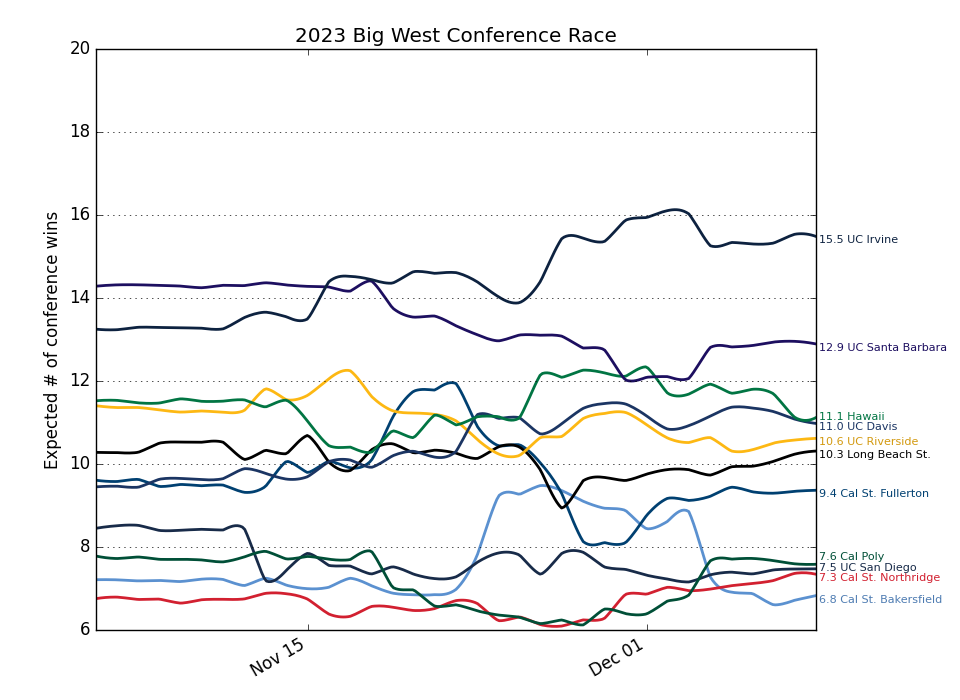 2023 Big West Conference Race
Expected # of conference wins
20
18
16
14
12
10
8
6
Nov 15
Dec 01
15.5 UC Irvine
12.9 UC Santa Barbara
11.1 Hawaii
11.0 UC Davis
10.6 UC Riverside
10.3 Long Beach St.
9.4 Cal St. Fullerton
7.6 Cal Poly
7.5 UC San Diego
7.3 Cal St. Northridge
6.8 Cal St. Bakersfield